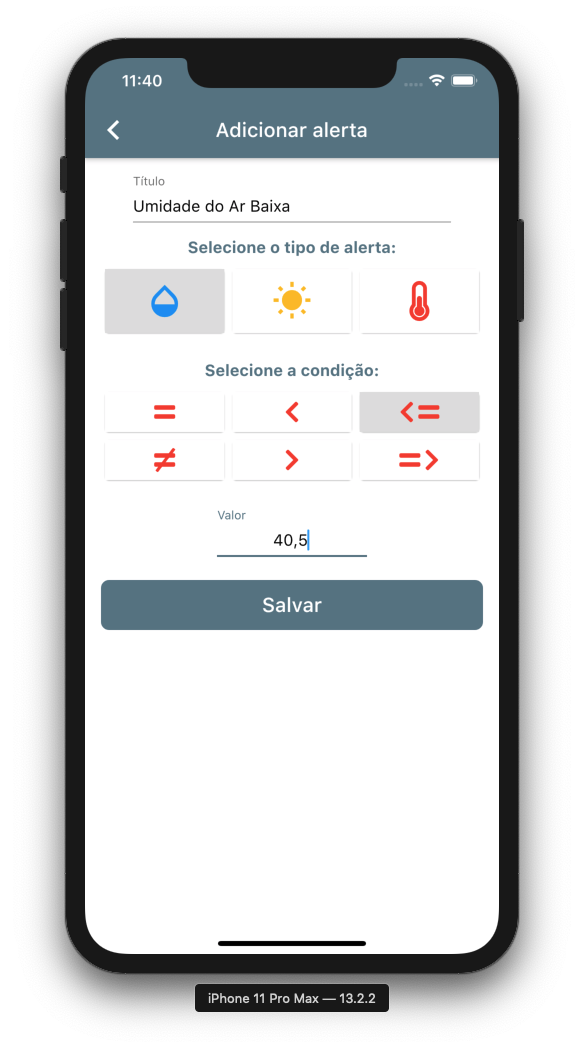 11:40
Adicionar alerta
Título
Umidade do Ar Baixa
Selecione o tipo de alerta:
Selecione a condição:
= < <=
≠ > =>
Valor
40,5
Salvar
iPhone 11 Pro Max — 13.2.2